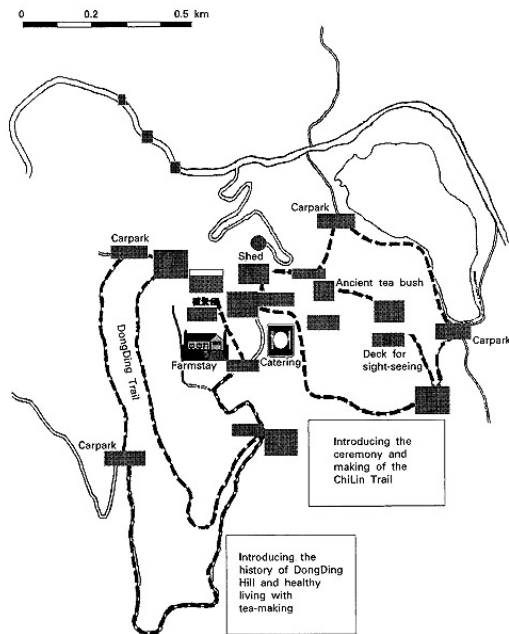 0 0.2 0.5 km
Carpark
Carpark
Shed
Ancient tea bush
Carpark
DongDing Trail
Farmstay
Catering
Deck for
sight-seeing
Carpark
Introducing the
ceremony and
making of the
ChiLin Trail
Introducing the
history of DongDing
Hill and healthy
living with
tea-making